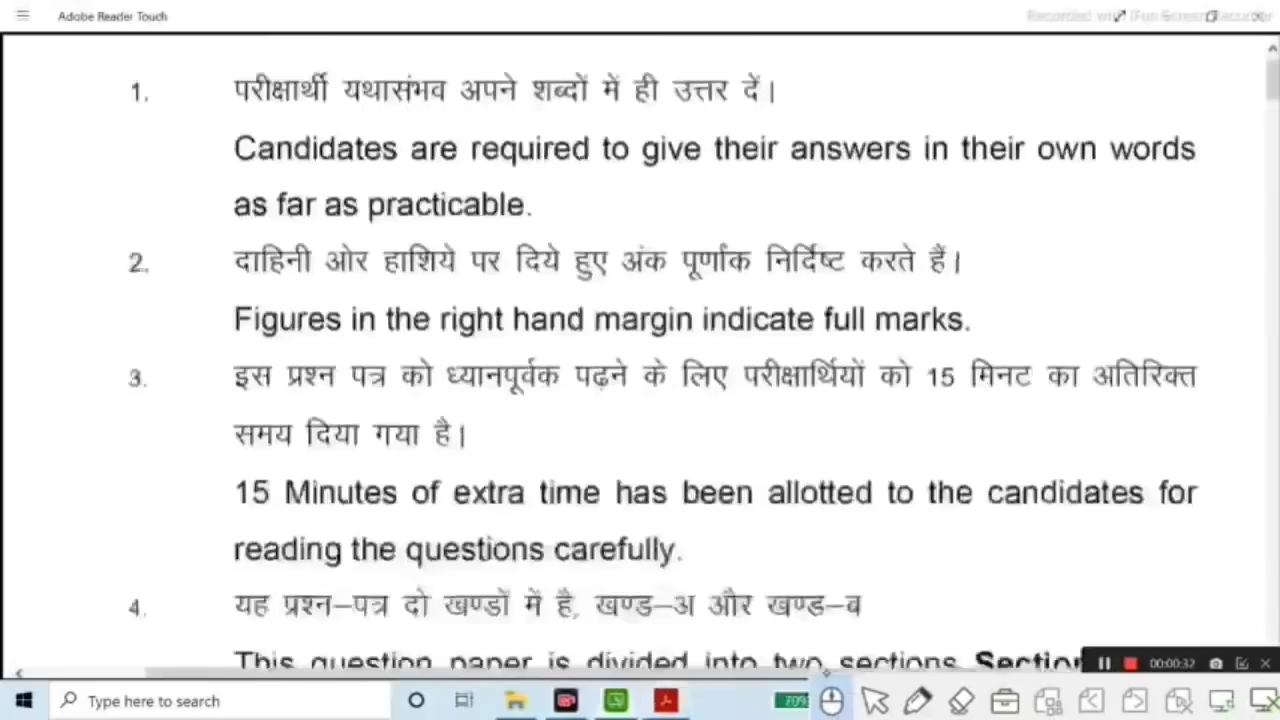 Adobe Reader Touch
1. परीक्षार्थी यथासंभव अपने शब्दों में ही उत्तर दें।
Candidates are required to give their answers in their own words
as far as practicable.
2. दाहिनी ओर हाशिये पर दिये हुए अंक पूर्णांक निर्दिष्ट करते हैं।
Figures in the right hand margin indicate full marks.
3. इस प्रश्न पत्र को ध्यानपूर्वक पढ़ने के लिए परीक्षार्थियों को 15 मिनट का अतिरिक्त
समय दिया गया है।
15 Minutes of extra time has been allotted to the candidates for
reading the questions carefully.
4. यह प्रश्न–पत्र दो खण्डों में है, खण्ड–अ और खण्ड–ब
This question paper is divided into two sections
00:00:32
Type here to search